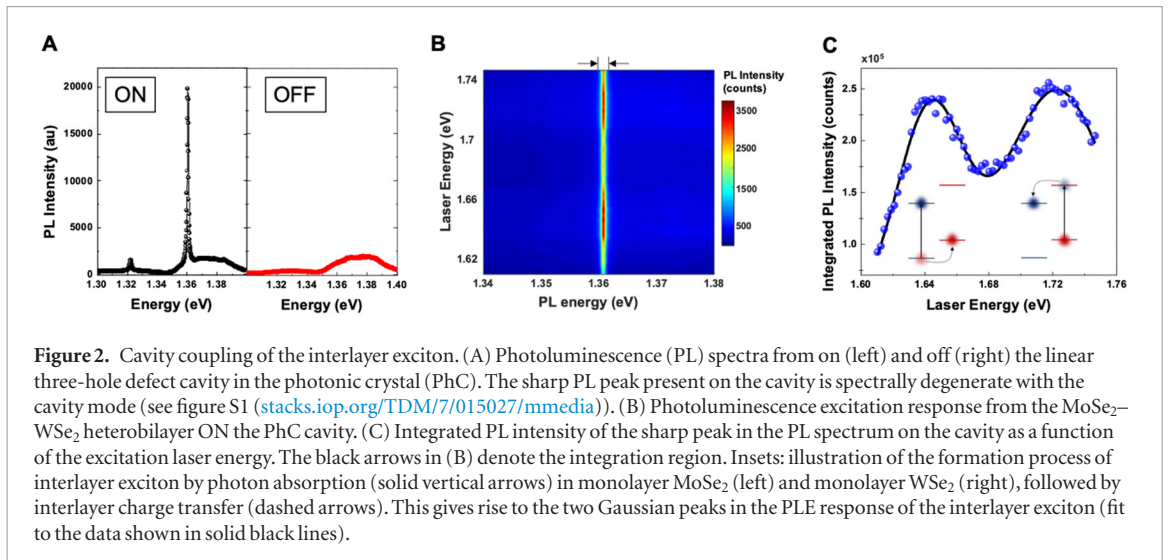 A
ON
OFF
PL Intensity (au)
20000
15000
10000
5000
0
1.30 1.32 1.34 1.36 1.38
1.30 1.32 1.34 1.36 1.38 1.40
Energy (eV)
Energy (eV)
B
Laser Energy (eV)
1.74
1.7
1.66
1.62
1.34
1.35
1.36
1.37
1.38
PL energy (eV)
PL Intensity
(counts)
3500
2500
1500
500
C
x10⁵
Integrated PL Intensity (counts)
2.5
2.0
1.5
1.0
1.60
1.64
1.68
1.72
1.76
Laser Energy (eV)
Figure 2. Cavity coupling of the interlayer exciton. (A) Photoluminescence (PL) spectra from on (left) and off (right) the linear
three-hole defect cavity in the photonic crystal (PhC). The sharp PL peak present on the cavity is spectrally degenerate with the
cavity mode (see figure S1 (stacks.iop.org/TDM/7/015027/mmedia)). (B) Photoluminescence excitation response from the MoSe₂–
WSe₂ heterobilayer ON the PhC cavity. (C) Integrated PL intensity of the sharp peak in the PL spectrum on the cavity as a function
of the excitation laser energy. The black arrows in (B) denote the integration region. Insets: illustration of the formation process of
interlayer exciton by photon absorption (solid vertical arrows) in monolayer MoSe₂ (left) and monolayer WSe₂ (right), followed by
interlayer charge transfer (dashed arrows). This gives rise to the two Gaussian peaks in the PLE response of the interlayer exciton (fit
to the data shown in solid black lines).